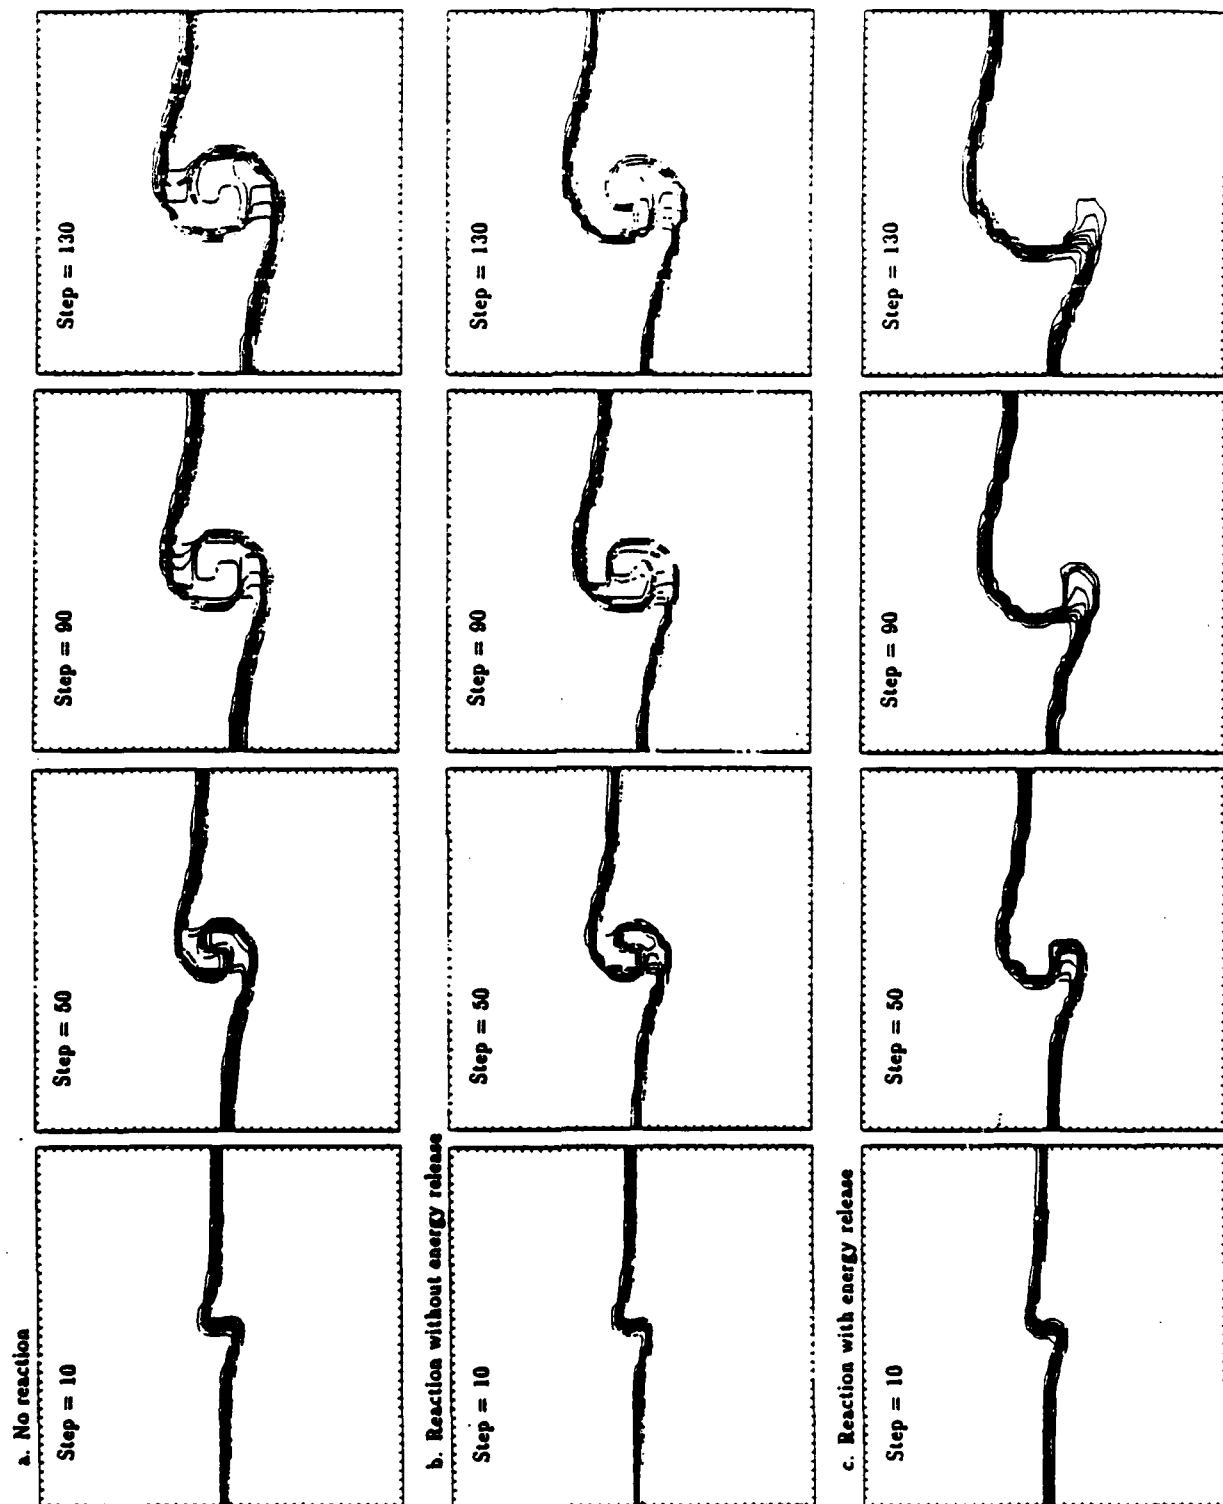 a. No reaction
Step = 10
Step = 50
Step = 90
Step = 130
b. Reaction without energy release
Step = 10
Step = 50
Step = 90
Step = 130
c. Reaction with energy release
Step = 10
Step = 50
Step = 90
Step = 130